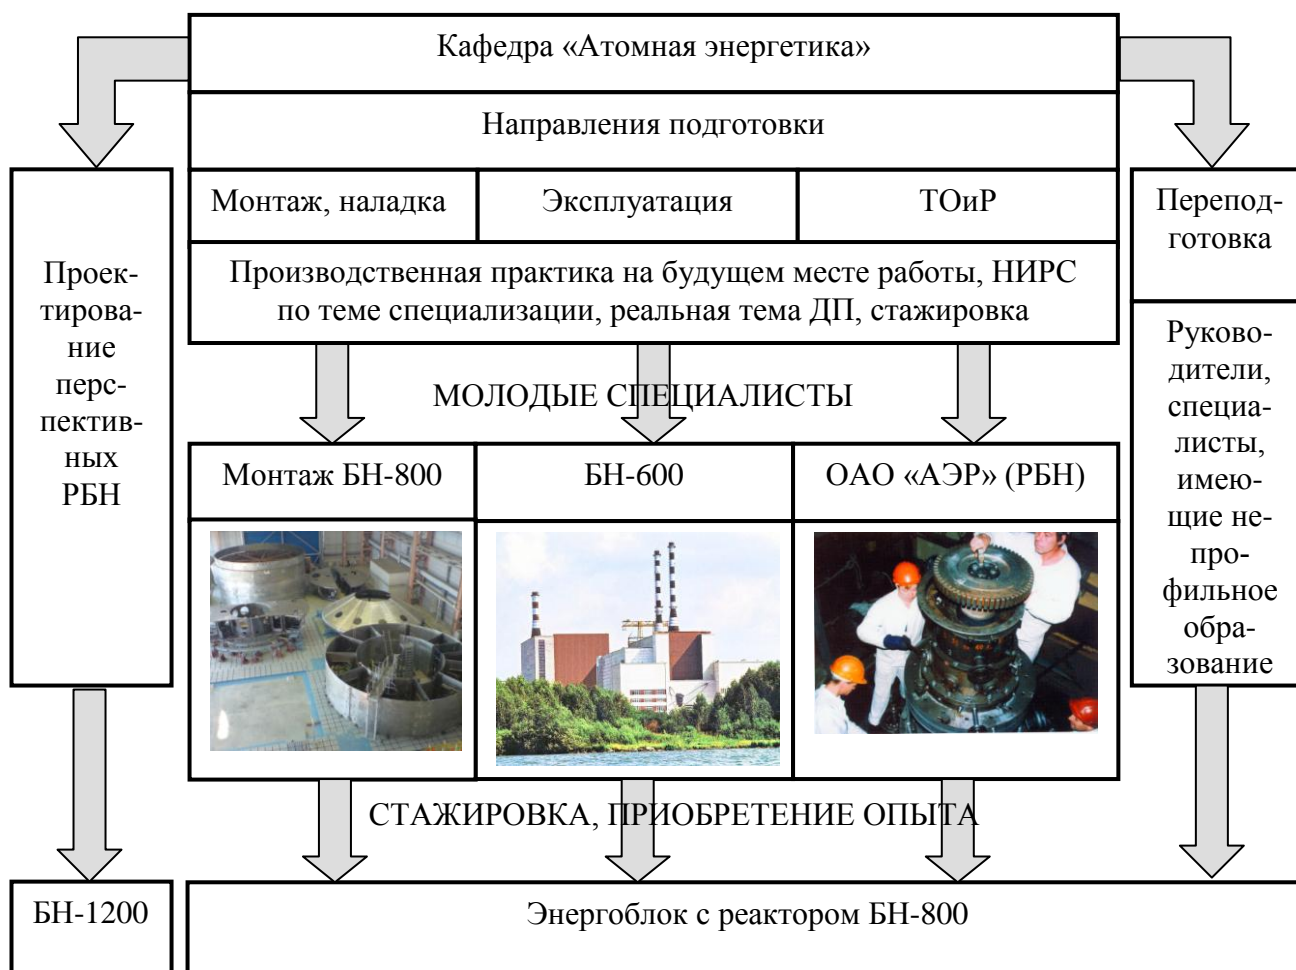 Кафедра «Атомная энергетика»
Направления подготовки
Монтаж, наладка
Эксплуатация
ТОиР
Производственная практика на будущем месте работы, НИРС
по теме специализации, реальная тема ДП, стажировка
Проек-
тирова-
ние
перс-
пектив-
ных
РБН
Перепод-
готовка
Руково-
дители,
специа-
листы,
имею-
щие не-
про-
фильное
обра-
зование
МОЛОДЫЕ СПЕЦИАЛИСТЫ
Монтаж БН-800
БН-600
ОАО «АЭР» (РБН)
СТАЖИРОВКА, ПРИОБРЕТЕНИЕ ОПЫТА
БН-1200
Энергоблок с реактором БН-800